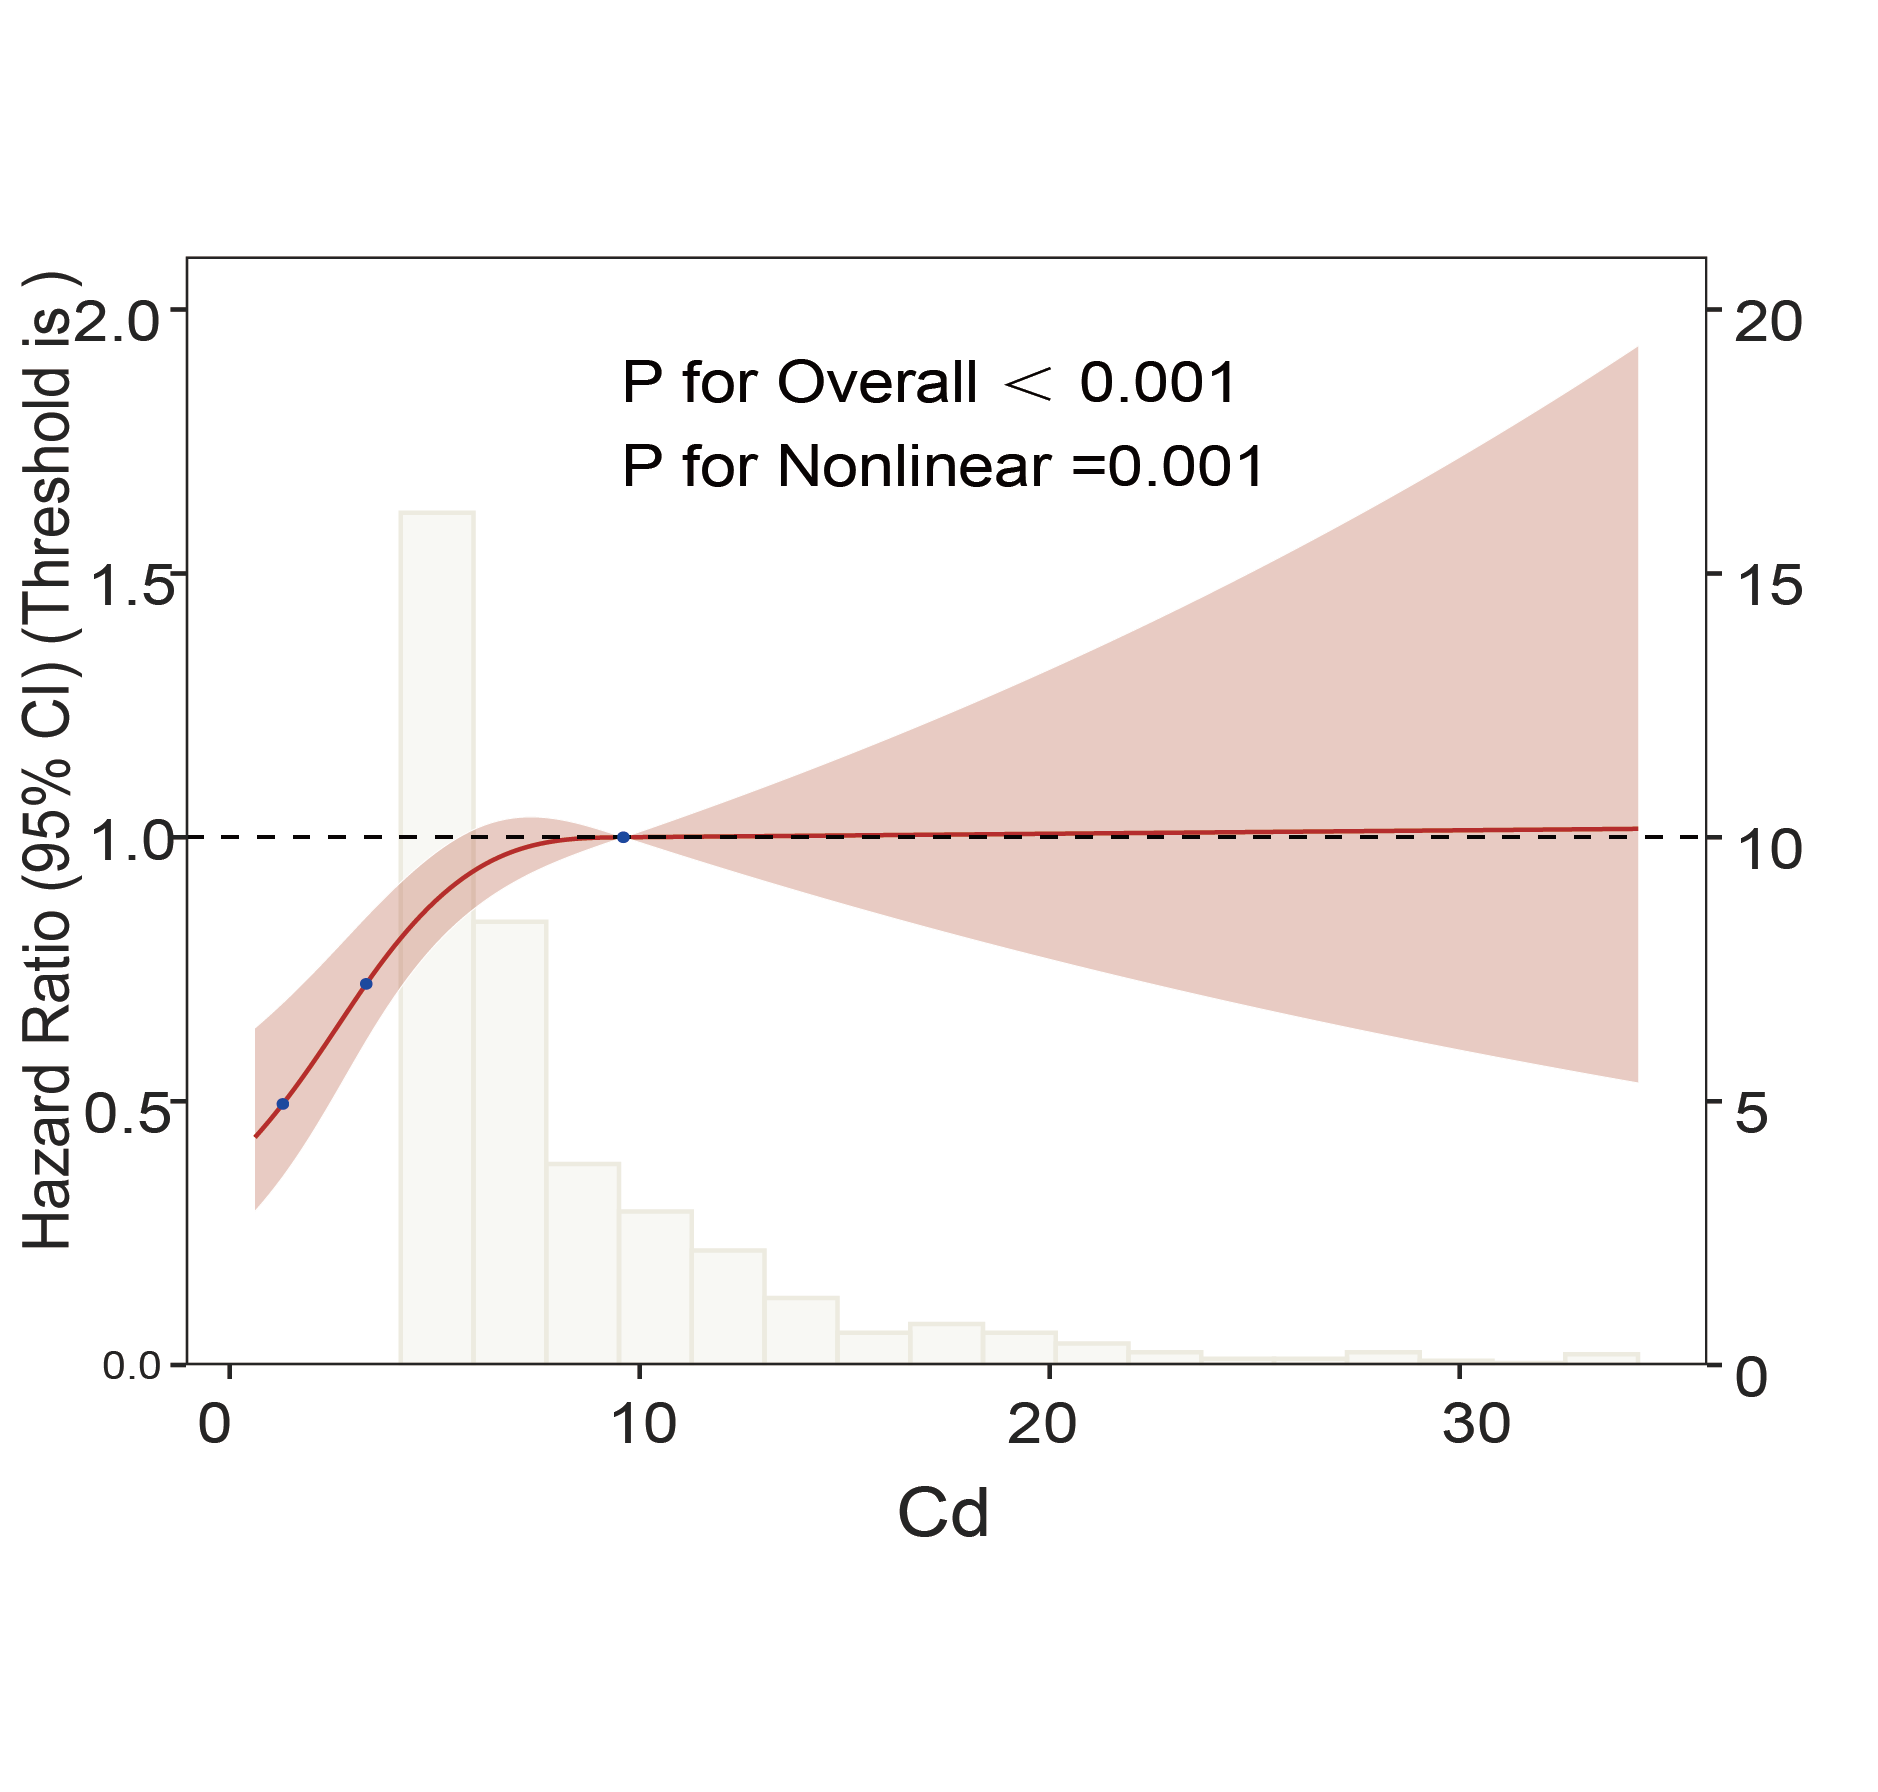 Hazard Ratio (95% CI) (Threshold is )
2.0
1.5
1.0
0.5
0.0
P for Overall < 0.001
P for Nonlinear =0.001
20
15
10
5
0
0 10 20 30
Cd